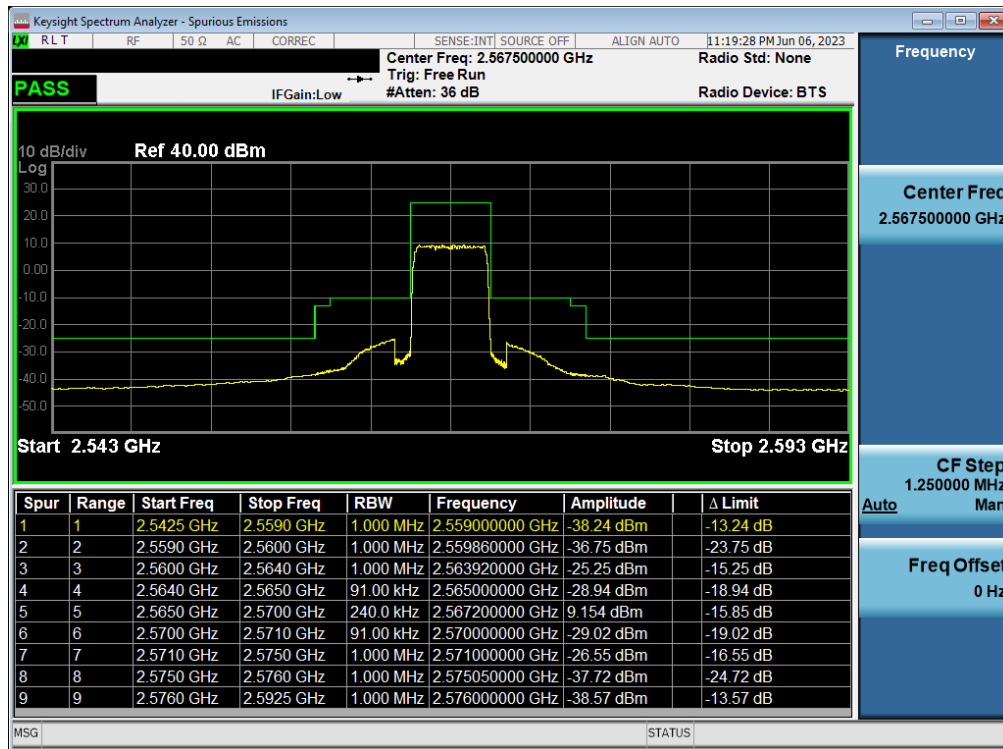 Keysight Spectrum Analyzer - Spurious Emissions
LXI RLT RF 50 Ω AC CORREC SENSE:INT SOURCE OFF ALIGN AUTO 11:19:28 PM Jun 06, 2023
Center Freq: 2.567500000 GHz Radio Std: None
Trig: Free Run
PASS IFGain:Low #Atten: 36 dB Radio Device: BTS
10 dB/div Ref 40.00 dBm
Log
30.0
20.0
10.0
0.00
-10.0
-20.0
-30.0
-40.0
-50.0
Start 2.543 GHz Stop 2.593 GHz
Spur Range Start Freq Stop Freq RBW Frequency Amplitude Δ Limit
1 1 2.5425 GHz 2.5590 GHz 1.000 MHz 2.559000000 GHz -38.24 dBm -13.24 dB
2 2 2.5590 GHz 2.5600 GHz 1.000 MHz 2.559860000 GHz -36.75 dBm -23.75 dB
3 3 2.5600 GHz 2.5640 GHz 1.000 MHz 2.563920000 GHz -25.25 dBm -15.25 dB
4 4 2.5640 GHz 2.5650 GHz 91.00 kHz 2.565000000 GHz -28.94 dBm -18.94 dB
5 5 2.5650 GHz 2.5700 GHz 240.0 kHz 2.567200000 GHz 9.154 dBm -15.85 dB
6 6 2.5700 GHz 2.5710 GHz 91.00 kHz 2.570000000 GHz -29.02 dBm -19.02 dB
7 7 2.5710 GHz 2.5750 GHz 1.000 MHz 2.571000000 GHz -26.55 dBm -16.55 dB
8 8 2.5750 GHz 2.5760 GHz 1.000 MHz 2.575050000 GHz -37.72 dBm -24.72 dB
9 9 2.5760 GHz 2.5925 GHz 1.000 MHz 2.576000000 GHz -38.57 dBm -13.57 dB
MSG STATUS
Frequency
Center Freq
2.567500000 GHz
CF Step
1.250000 MHz
Auto Man
Freq Offset
0 Hz